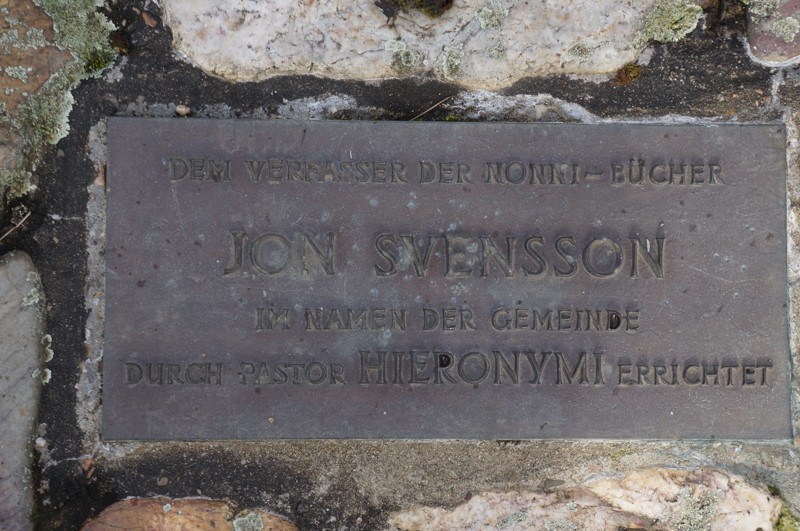 DEM VERFASSER DER NONNI-BÜCHER
JON SVENSSON
IM NAMEN DER GEMEINDE
DURCH PASTOR HIERONYMI ERRICHTET